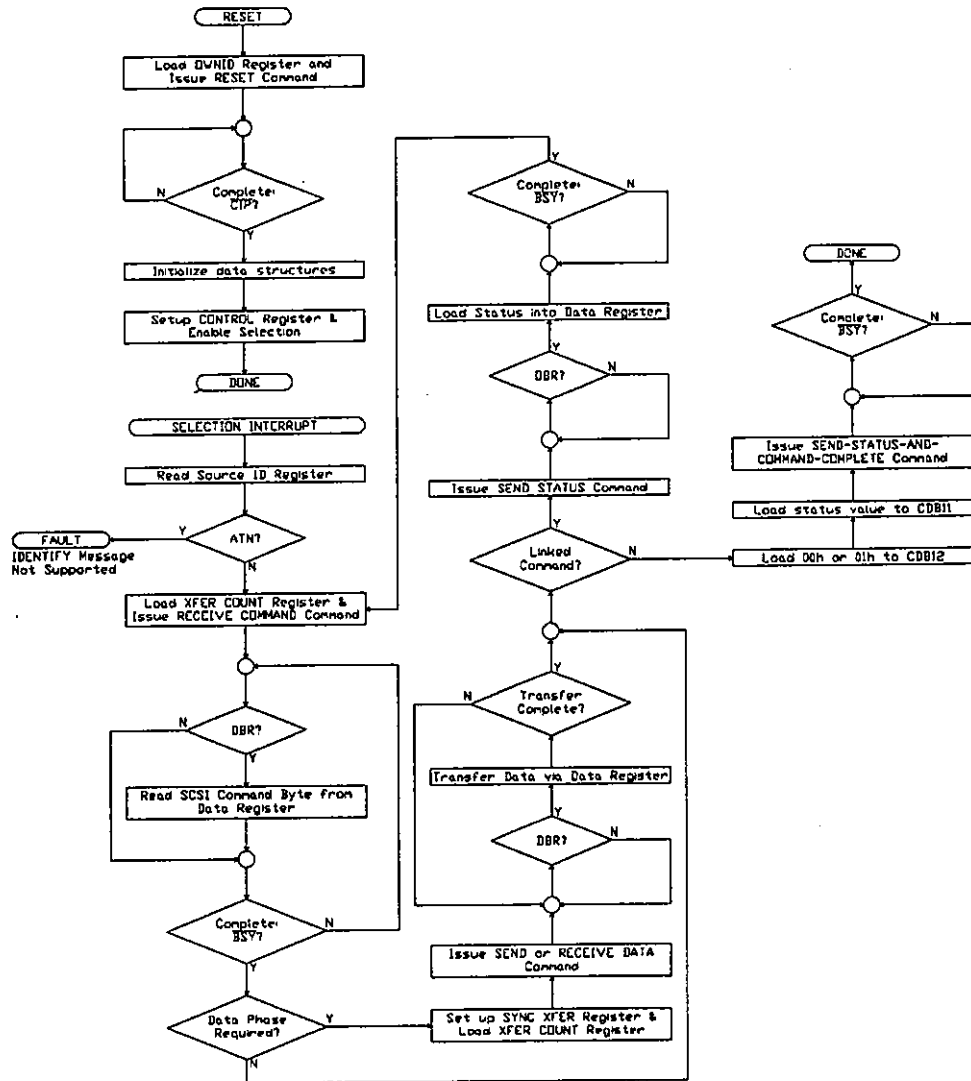 RESET
Load OWNID Register and
Issue RESET Command
Complete:
CIP?
N
Y
Initialize data structures
Setup CONTROL Register &
Enable Selection
DONE
SELECTION INTERRUPT
Read Source ID Register
ATN?
Y
N
FAULT
IDENTIFY Message
Not Supported
Load XFER COUNT Register &
Issue RECEIVE COMMAND Command
DBR?
N
Y
Read SCSI Command Byte from
Data Register
Complete:
BSY?
N
Y
Data Phase
Required?
Y
N
Set up SYNC XFER Register &
Load XFER COUNT Register
Issue SEND or RECEIVE DATA
Command
DBR?
N
Y
Transfer Data via Data Register
Transfer
Complete?
N
Y
Linked
Command?
Y
N
Issue SEND STATUS Command
DBR?
Y
N
Load Status into Data Register
Complete:
BSY?
Y
N
Load 00h or 01h to CDB12
Load status value to CDB11
Issue SEND-STATUS-AND-
COMMAND-COMPLETE Command
Complete:
BSY?
Y
N
DONE